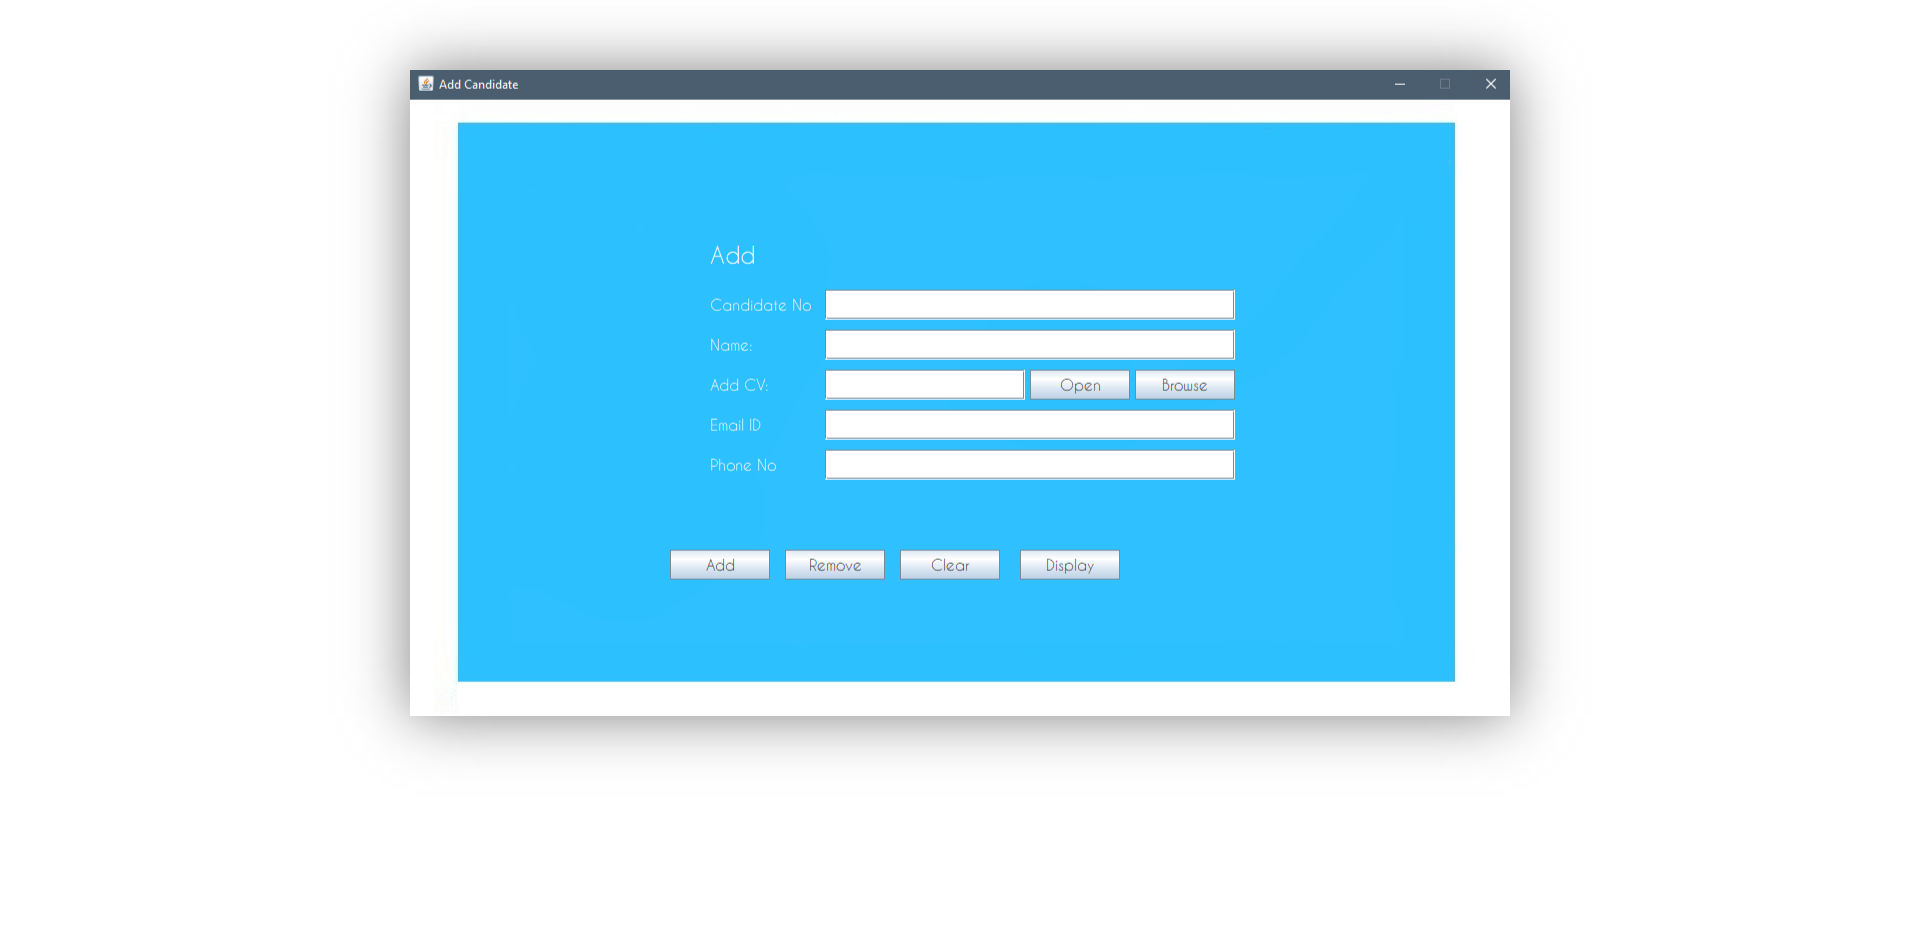 Add Candidate
Add
Candidate No
Name:
Add CV: Open Browse
Email ID
Phone No
Add Remove Clear Display